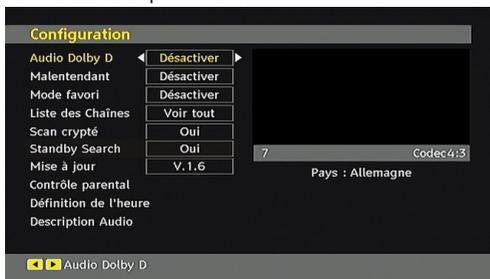 Configuration
Audio Dolby D Désactiver
Malentendant Désactiver
Mode favori Désactiver
Liste des Chaînes Voir tout
Scan crypté Oui
Standby Search Oui
Mise à jour V.1.6
Contrôle parental
Définition de l'heure
Description Audio
7 Codec4:3
Pays : Allemagne
Audio Dolby D